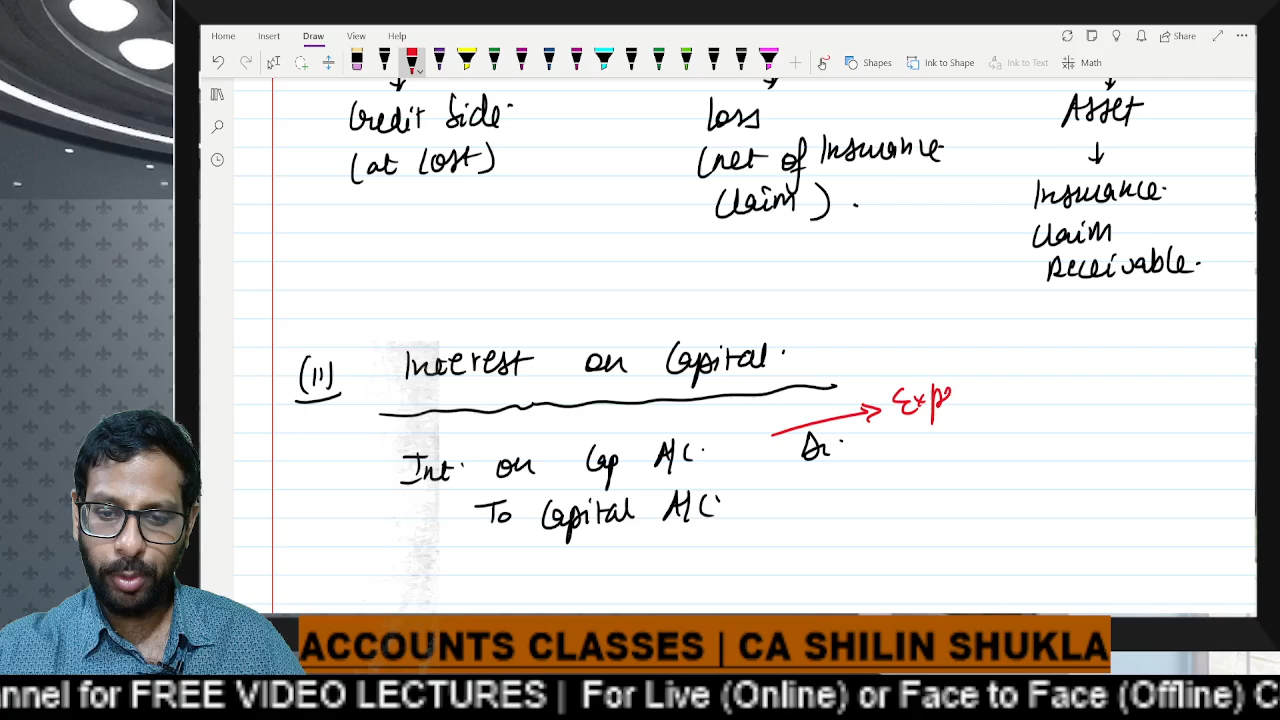 Home Insert Draw View Help Share
Shapes Ink to Shape Ink to Text Math
Credit Side
(at Cost)
Loss
(net of Insurance
Claim).
Asset
Insurance
Claim
Receivable.
(11) Interest on Capital.
Int. on Cap A/C. Dr.
Exp
To Capital A/C
ACCOUNTS CLASSES | CA SHILIN SHUKLA
annel for FREE VIDEO LECTURES | For Live (Online) or Face to Face (Offline) C